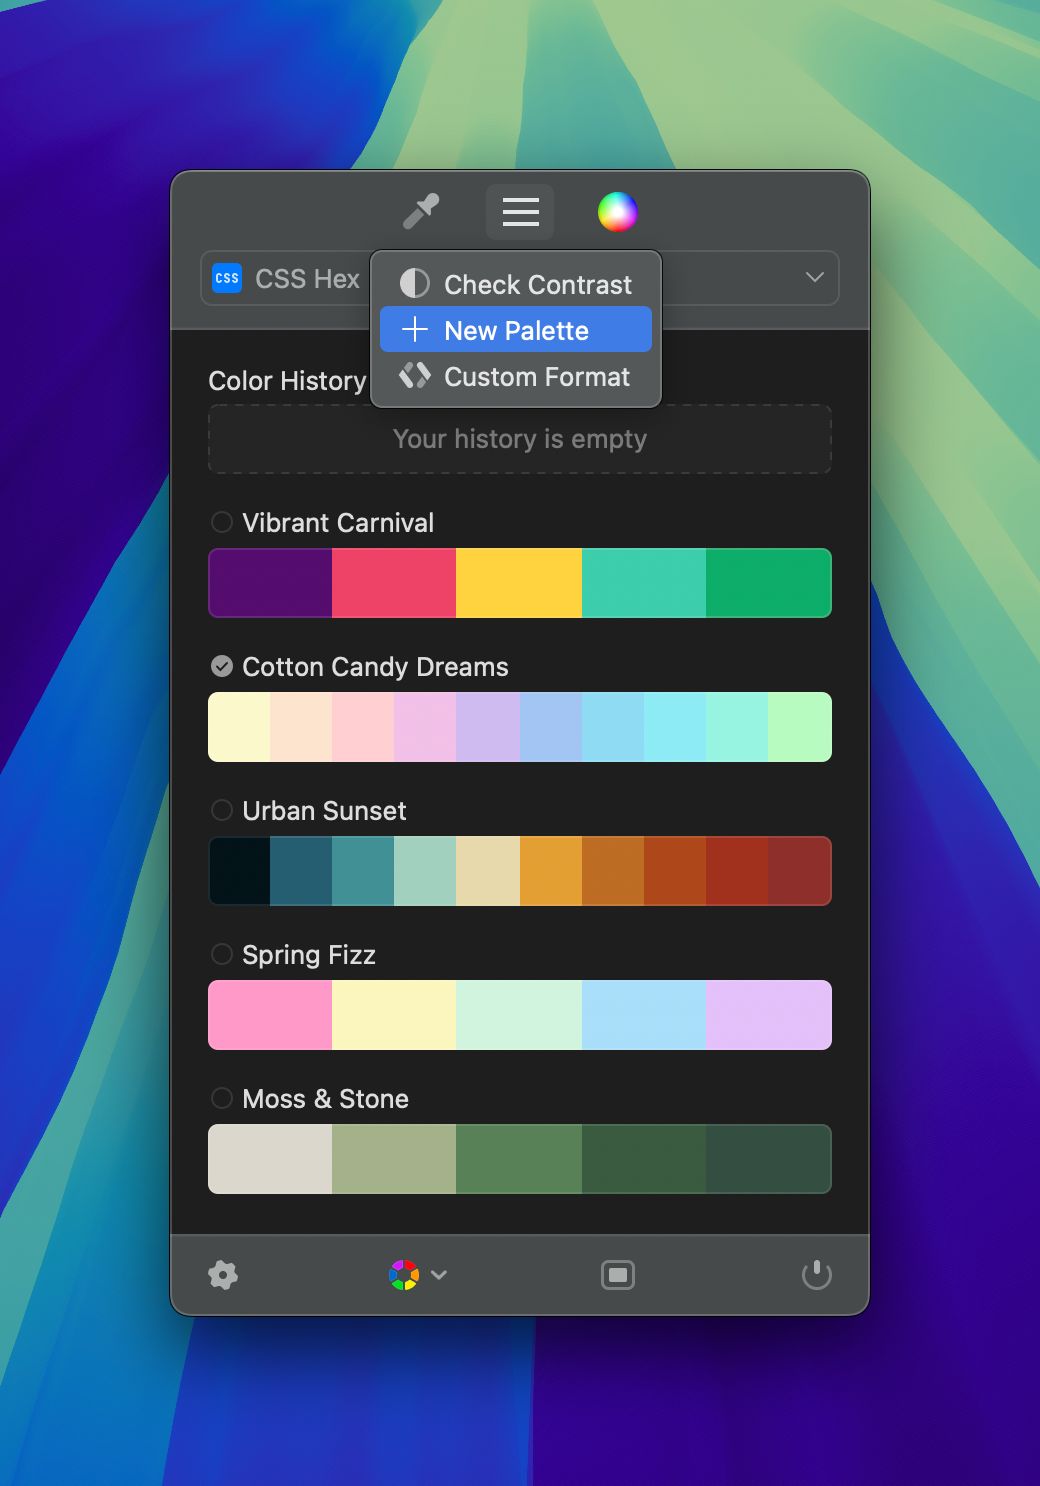 CSS CSS Hex
Check Contrast
New Palette
Custom Format
Color History
Your history is empty
Vibrant Carnival
Cotton Candy Dreams
Urban Sunset
Spring Fizz
Moss & Stone